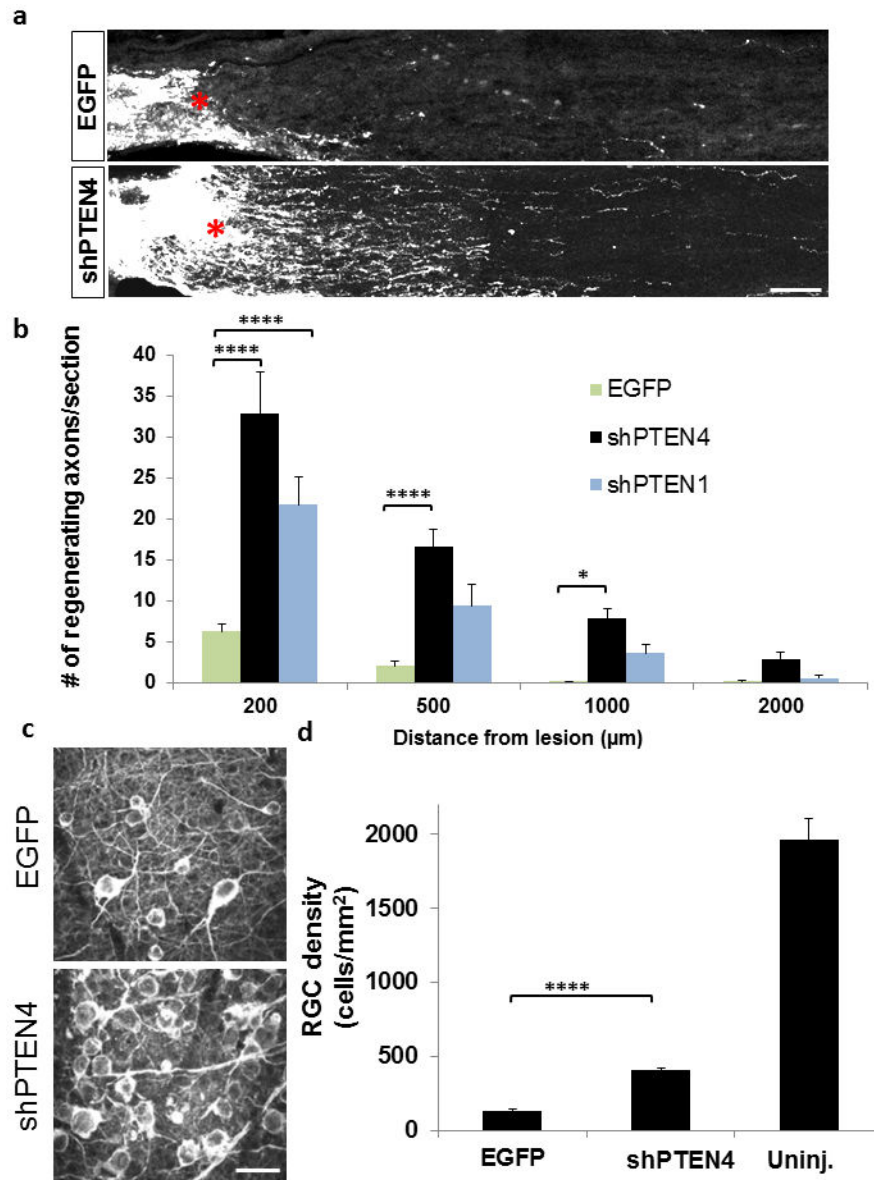 a
EGFP
*
shPTEN4
*
b
# of regenerating axons/section
40
35
30
25
20
15
10
5
0
****
****
****
*
EGFP
shPTEN4
shPTEN1
200 500 1000 2000
Distance from lesion (µm)
c
EGFP
shPTEN4
d
RGC density
(cells/mm²)
2000
1500
1000
500
0
****
EGFP shPTEN4 Uninj.